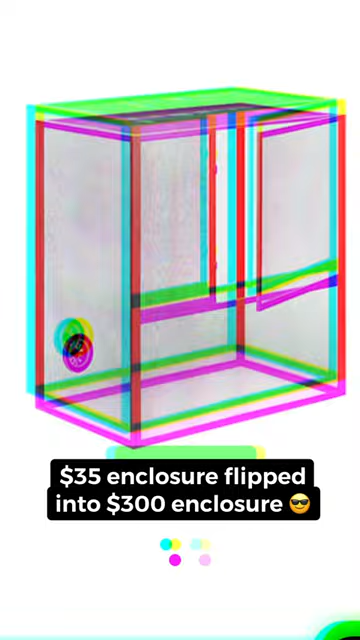 $35 enclosure flipped
into $300 enclosure 😎